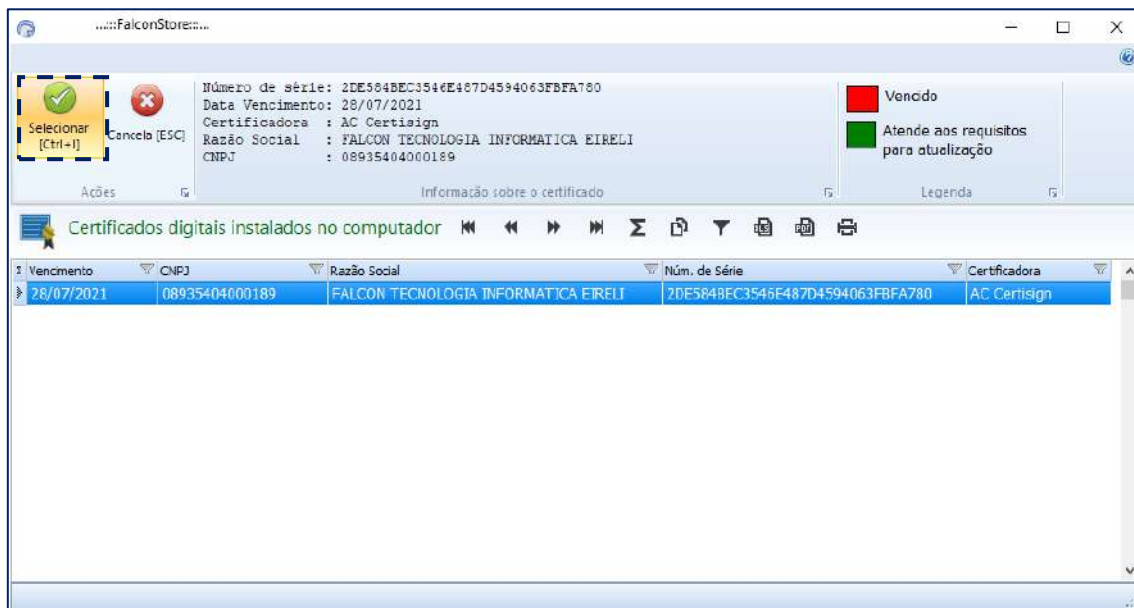 ...:::FalconStore:::...
Selecionar
[Ctrl+I]
Cancela [ESC]
Ações
Número de série: 2DE584BEC3546E487D4594063FBFA780
Data Vencimento: 28/07/2021
Certificadora : AC Certisign
Razão Social : FALCON TECNOLOGIA INFORMATICA EIRELI
CNPJ : 08935404000189
Informação sobre o certificado
Vencido
Atende aos requisitos
para atualização
Legenda
Certificados digitais instalados no computador
Vencimento CNPJ Razão Social Núm. de Série Certificadora
28/07/2021 08935404000189 FALCON TECNOLOGIA INFORMATICA EIRELI 2DE584BEC3546E487D4594063FBFA780 AC Certisign